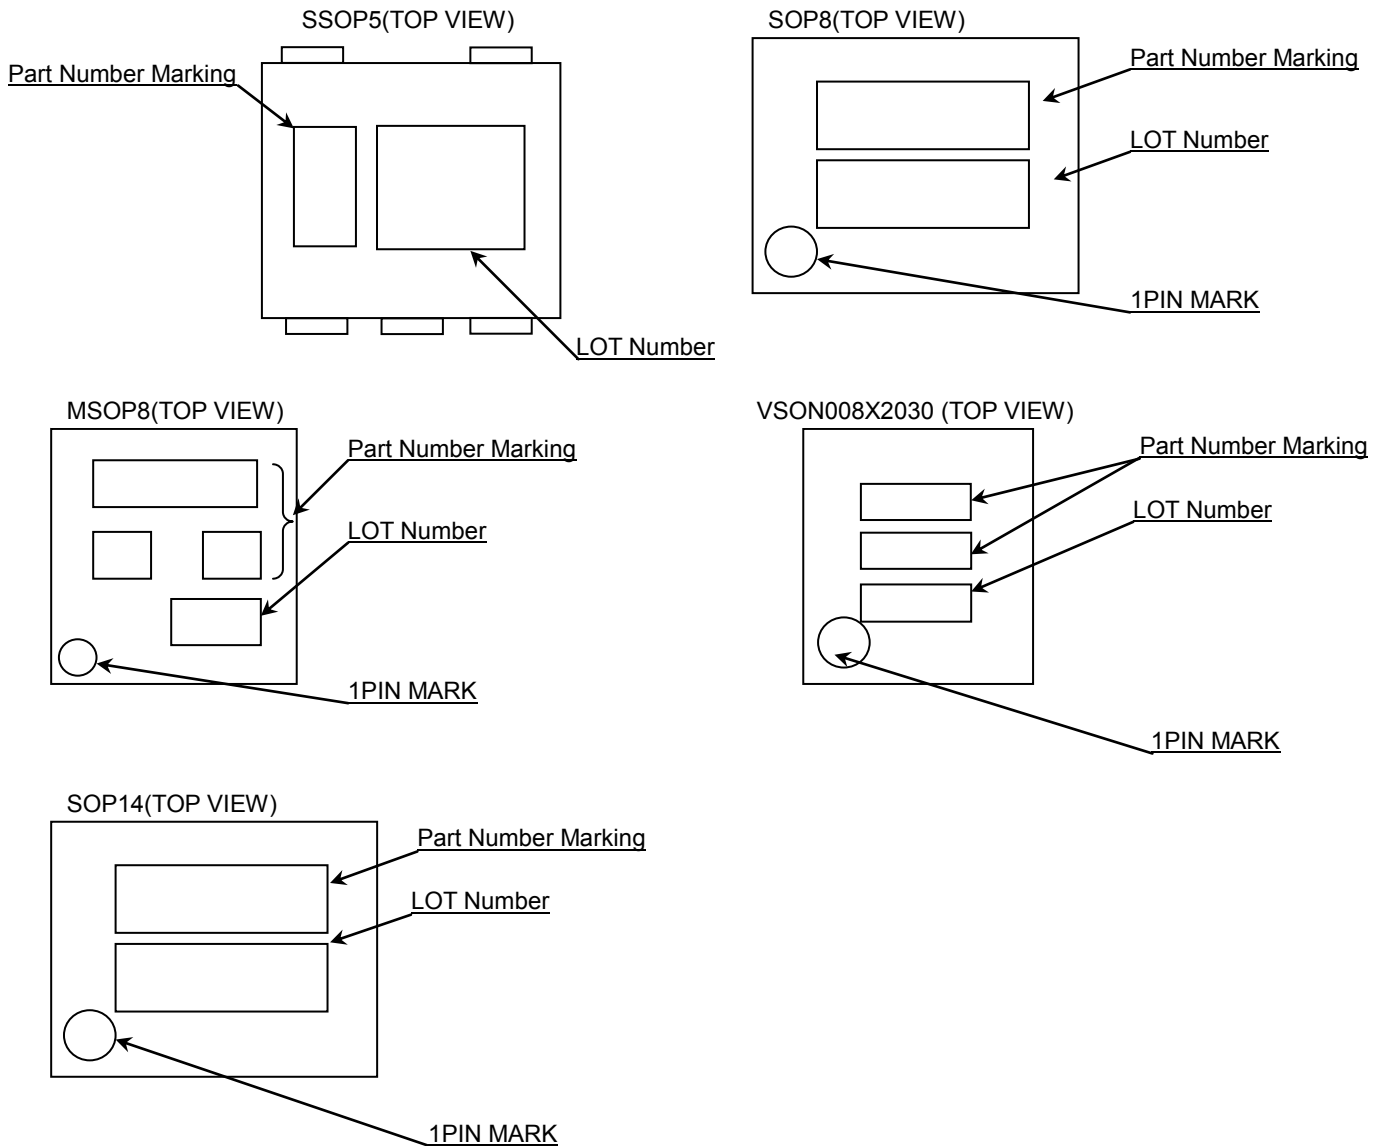 SSOP5(TOP VIEW)
Part Number Marking
LOT Number
SOP8(TOP VIEW)
Part Number Marking
LOT Number
1PIN MARK
MSOP8(TOP VIEW)
Part Number Marking
LOT Number
1PIN MARK
VSON008X2030 (TOP VIEW)
Part Number Marking
LOT Number
1PIN MARK
SOP14(TOP VIEW)
Part Number Marking
LOT Number
1PIN MARK